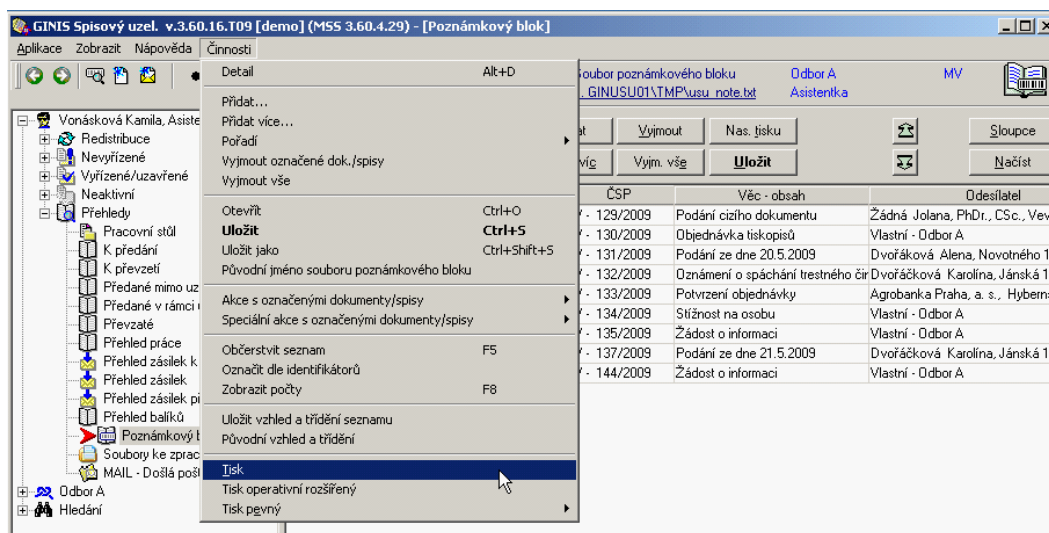 GINIS Spisový uzel. v.3.60.16.T09 [demo] (MSS 3.60.4.29) - [Poznámkový blok]
Aplikace Zobrazit Nápověda Činnosti
Soubor poznámkového bloku Odbor A MV
GINUSU01\TMP\usu_note.txt Asistentka
Vyjmout Nas. tisku Sloupce
Vyjm. vše Uložit Načíst
ČSP Věc - obsah Odesílatel
129/2009 Podání cizího dokumentu Žádná Jolana, PhDr., CSc., Vev
130/2009 Objednávka tiskopisů Vlastní - Odbor A
131/2009 Podání ze dne 20.5.2009 Dvořáková Alena, Novotného 1
132/2009 Oznámení o spáchání trestného čir Dvořáčková Karolína, Jánská 1
133/2009 Potvrzení objednávky Agrobanka Praha, a. s., Hybern
134/2009 Stížnost na osobu Vlastní - Odbor A
135/2009 Žádost o informaci Vlastní - Odbor A
137/2009 Podání ze dne 21.5.2009 Dvořáčková Karolína, Jánská 1
144/2009 Žádost o informaci Vlastní - Odbor A
Vonásková Kamila, Asiste
Redistribuce
Nevyřízené
Vyřízené/uzavřené
Neaktivní
Přehledy
Pracovní stůl
K předání
K převzetí
Předané mimo uz
Předané v rámci
Převzaté
Přehled práce
Přehled zásilek k
Přehled zásilek
Přehled zásilek pi
Přehled balíků
Poznámkový b
Soubory ke zprac
MAIL - Došlá poš
Odbor A
Hledání
Detail Alt+D
Přidat...
Přidat více...
Pořadí
Vyjmout označené dok./spisy
Vyjmout vše
Otevřít Ctrl+O
Uložit Ctrl+S
Uložit jako Ctrl+Shift+S
Původní jméno souboru poznámkového bloku
Akce s označenými dokumenty/spisy
Speciální akce s označenými dokumenty/spisy
Občerstvit seznam F5
Označit dle identifikátorů
Zobrazit počty F8
Uložit vzhled a třídění seznamu
Původní vzhled a třídění
Tisk
Tisk operativní rozšířený
Tisk pevný